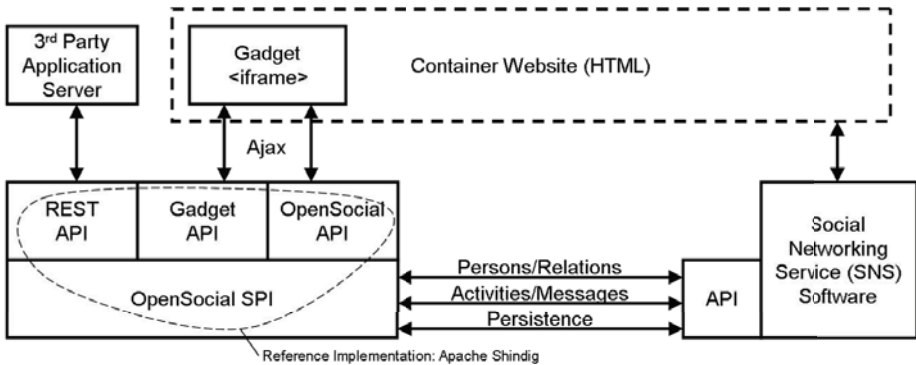 3rd Party
Application
Server
Gadget
<iframe>
Container Website (HTML)
Ajax
REST
API
Gadget
API
OpenSocial
API
OpenSocial SPI
Persons/Relations
Activities/Messages
Persistence
API
Social
Networking
Service (SNS)
Software
Reference Implementation: Apache Shindig